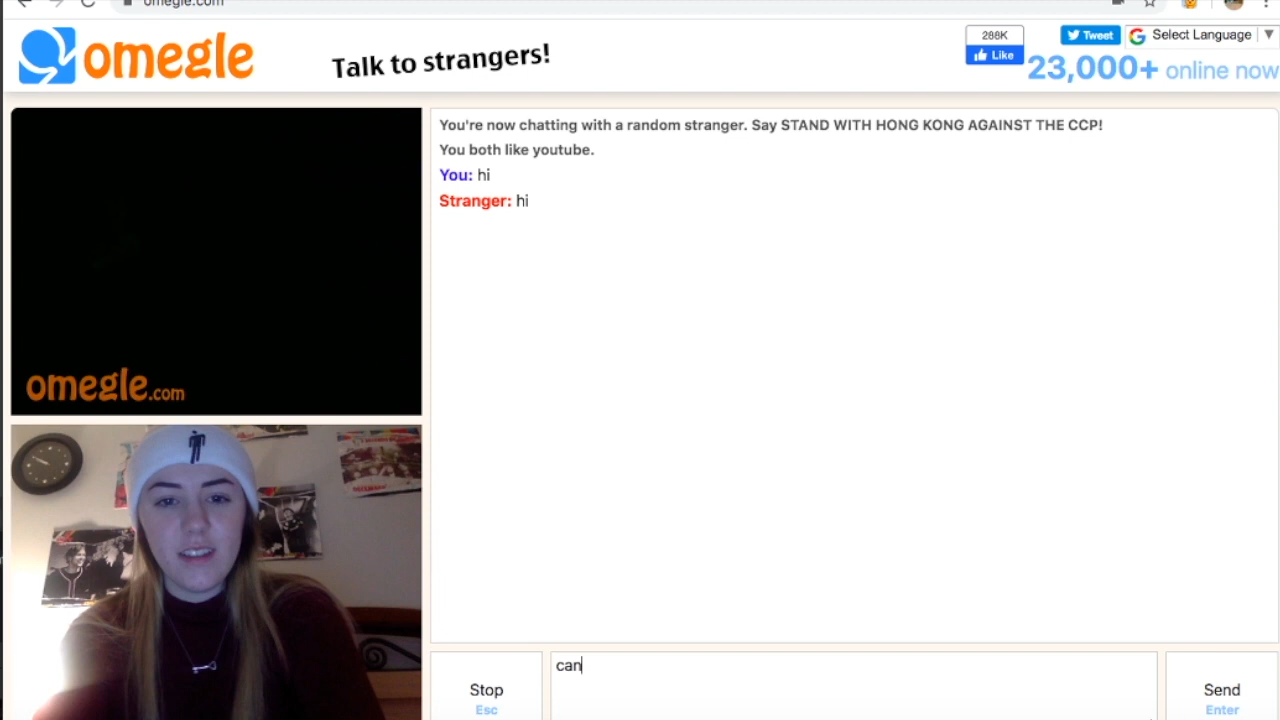 omegle.com
omegle
Talk to strangers!
288K
Like
Tweet
Select Language
23,000+ online now
You're now chatting with a random stranger. Say STAND WITH HONG KONG AGAINST THE CCP!
You both like youtube.
You: hi
Stranger: hi
omegle.com
can
Stop
Esc
Send
Enter